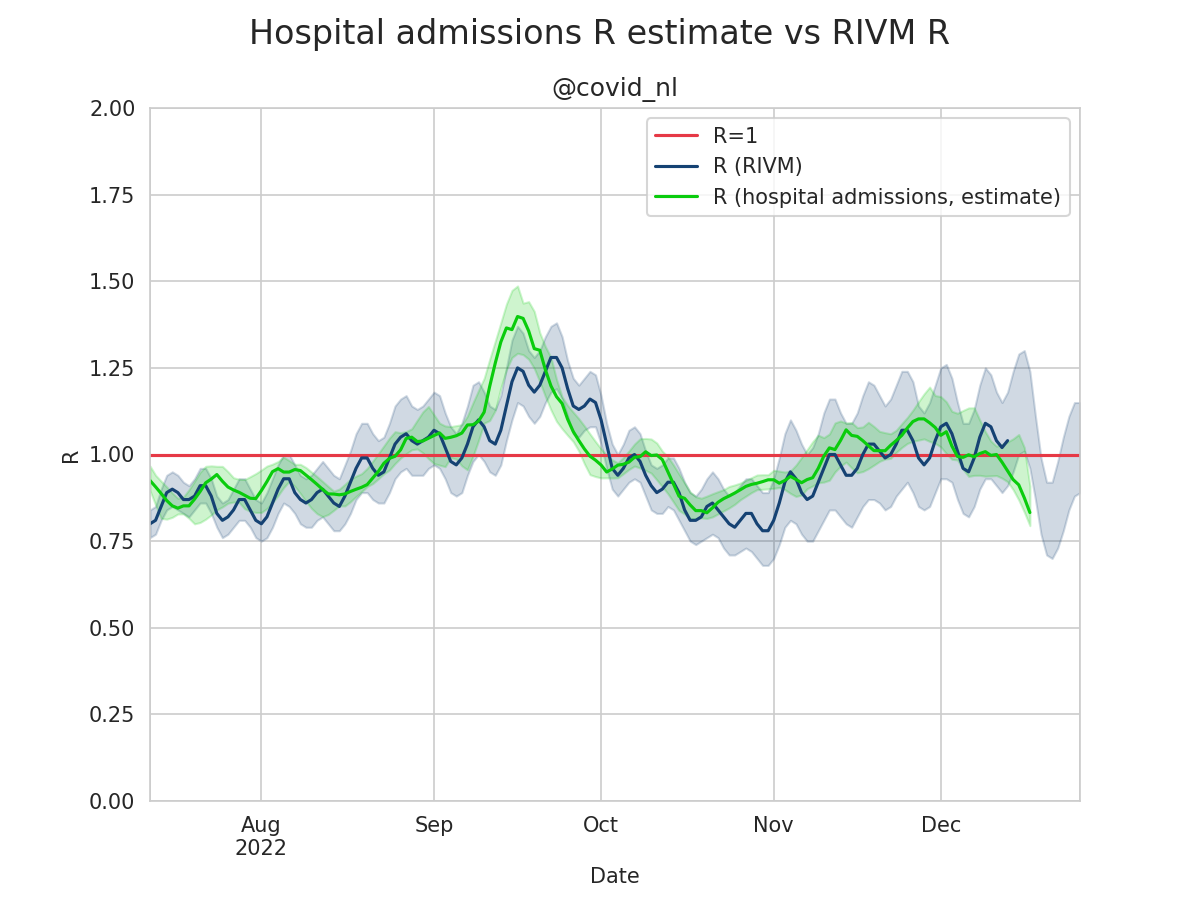 Hospital admissions R estimate vs RIVM R
@covid_nl
R=1
R (RIVM)
R (hospital admissions, estimate)
2.00
1.75
1.50
1.25
1.00
0.75
0.50
0.25
0.00
R
Aug
2022
Sep
Oct
Nov
Dec
Date